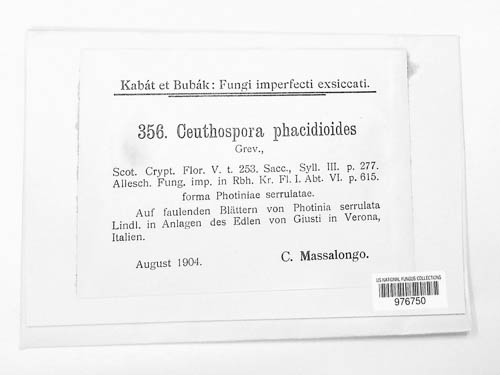 Kabát et Bubák: Fungi imperfecti exsiccati.
356. Ceuthospora phacidioides
Grev.,
Scot. Crypt. Flor. V. t. 253. Sacc., Syll. III. p. 277.
Allesch. Fung. imp. in Rbh. Kr. Fl. I. Abt. VI. p. 615.
forma Photiniae serrulatae.
Auf faulenden Blättern von Photinia serrulata
Lindl. in Anlagen des Edlen von Giusti in Verona,
Italien.
August 1904.
C. Massalongo.
US NATIONAL FUNGUS COLLECTIONS
976750